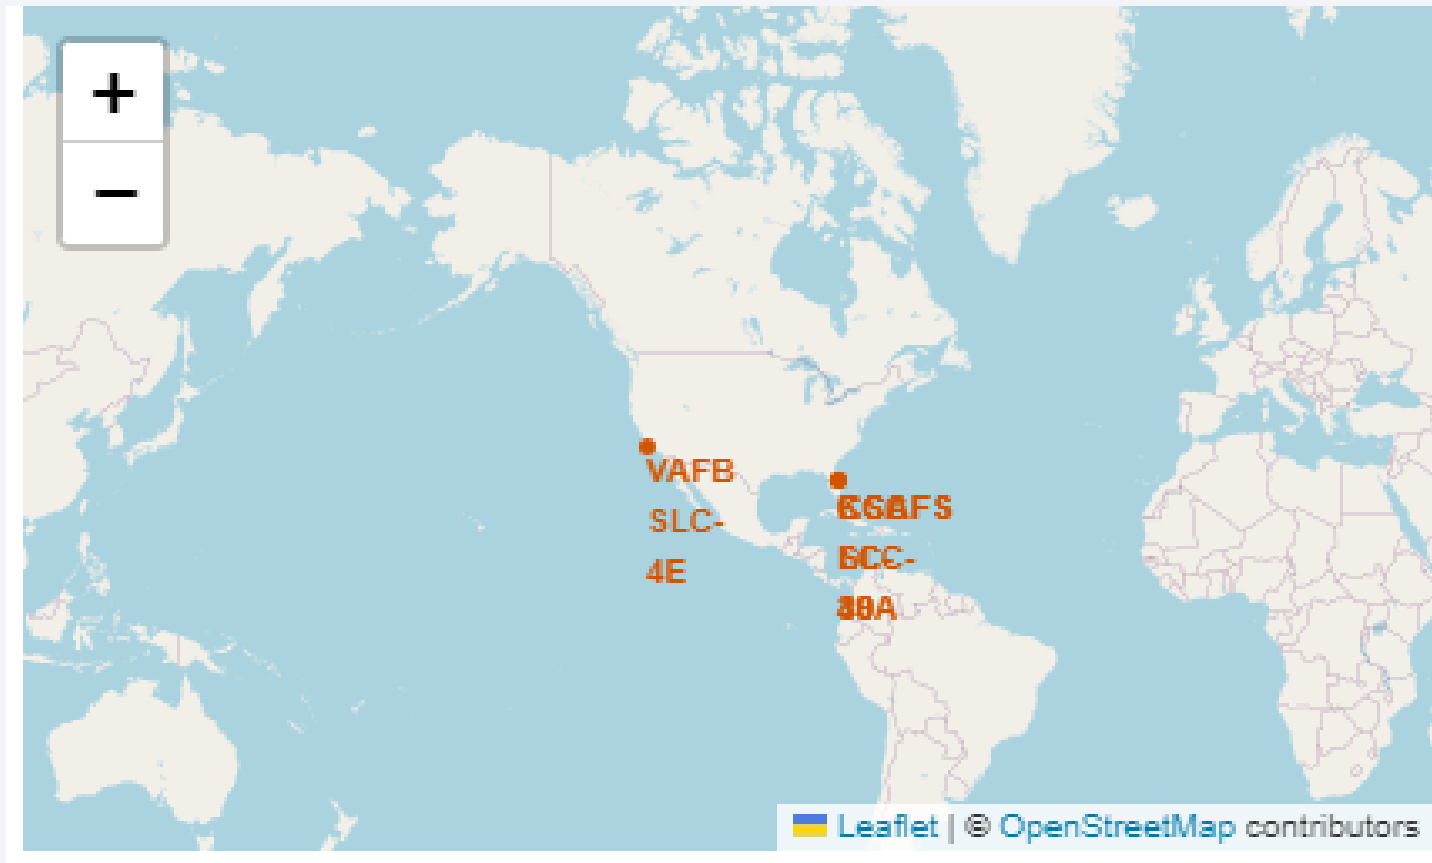 +
−
VAFB
SLC-
4E
Leaflet | © OpenStreetMap contributors